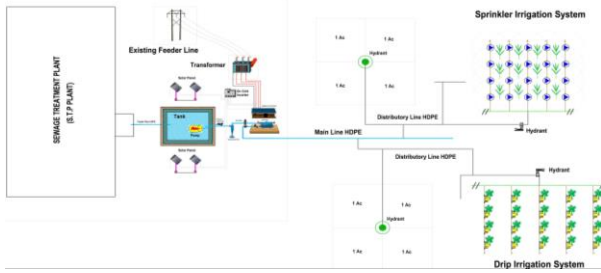 Sprinkler Irrigation System
Existing Feeder Line
Transformer
SEWAGE TREATMENT PLANT
(S.T.P PLANT)
Solar Panel
Tank
Pump
Solar Panel
1 Ac
1 Ac
Hydrant
1 Ac
1 Ac
Distributory Line HDPE
Hydrant
Main Line HDPE
Distributory Line HDPE
Hydrant
1 Ac
1 Ac
Hydrant
1 Ac
1 Ac
Drip Irrigation System